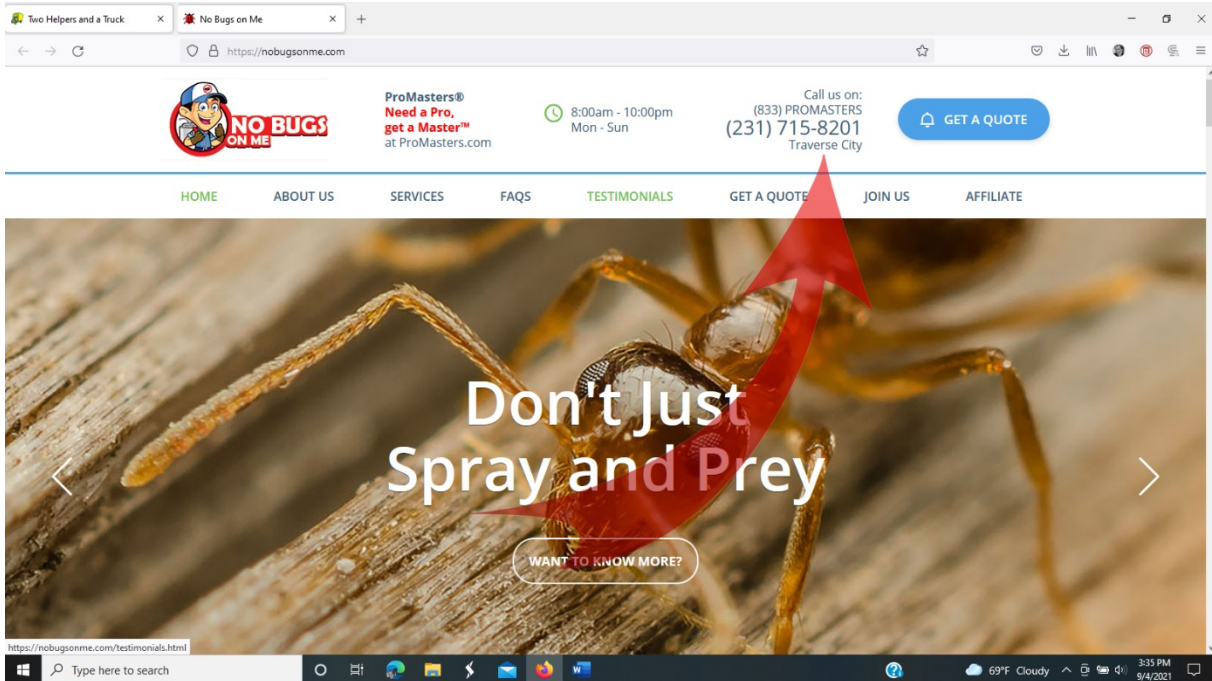 Two Helpers and a Truck
No Bugs on Me
https://nobugsonme.com
NO BUGS
ON ME
ProMasters®
Need a Pro,
get a Master™
at ProMasters.com
8:00am - 10:00pm
Mon - Sun
Call us on:
(833) PROMASTERS
(231) 715-8201
Traverse City
GET A QUOTE
HOME ABOUT US SERVICES FAQS TESTIMONIALS GET A QUOTE JOIN US AFFILIATE
Don't Just
Spray and Prey
WANT TO KNOW MORE?
https://nobugsonme.com/testimonials.html
Type here to search
69°F Cloudy
3:35 PM
9/4/2021